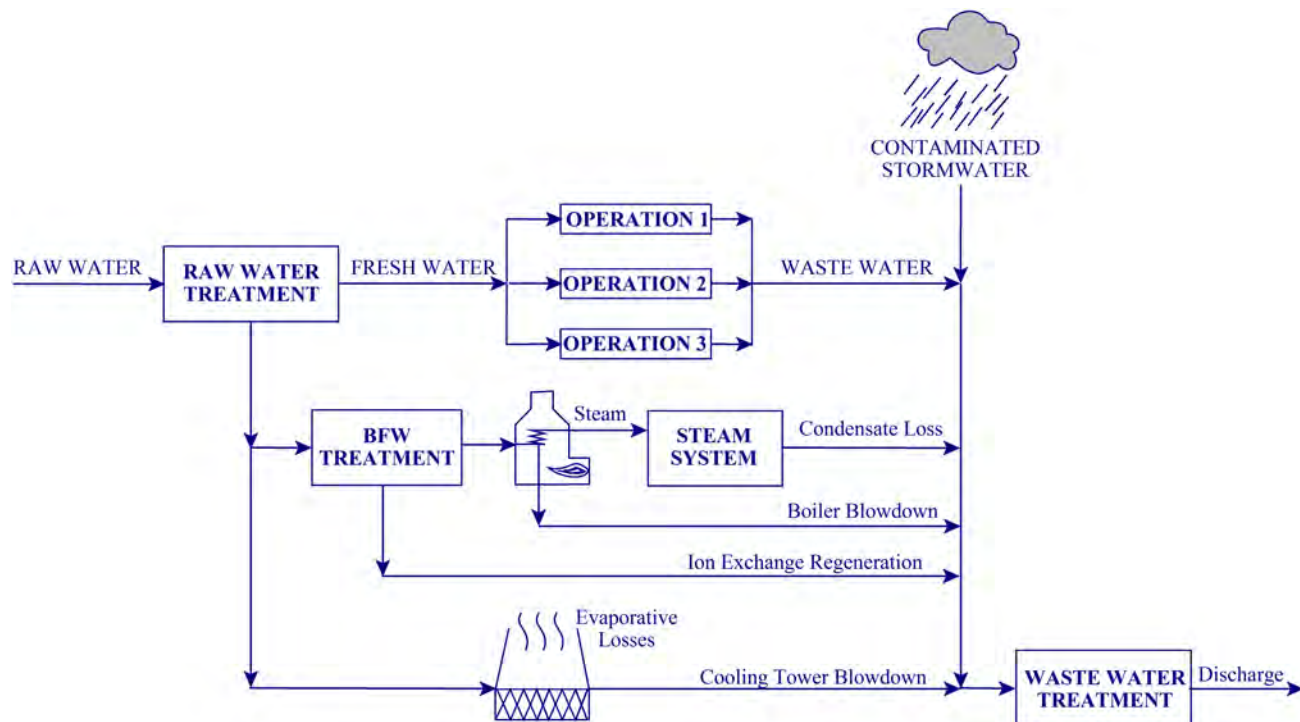 CONTAMINATED
STORMWATER
OPERATION 1
RAW WATER
RAW WATER
TREATMENT
FRESH WATER
OPERATION 2
WASTE WATER
OPERATION 3
BFW
TREATMENT
Steam
STEAM
SYSTEM
Condensate Loss
Boiler Blowdown
Ion Exchange Regeneration
Evaporative
Losses
Cooling Tower Blowdown
WASTE WATER
TREATMENT
Discharge